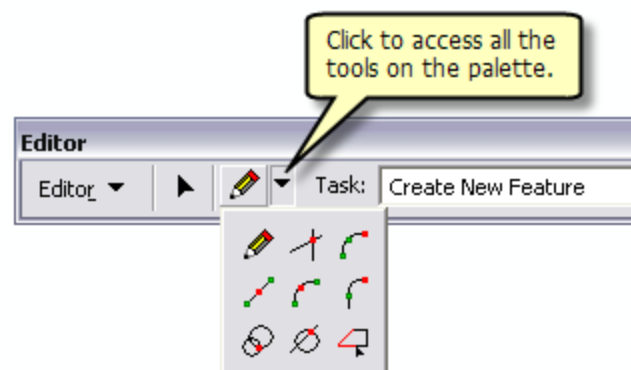 Click to access all the
tools on the palette.
Editor
Editor Task: Create New Feature